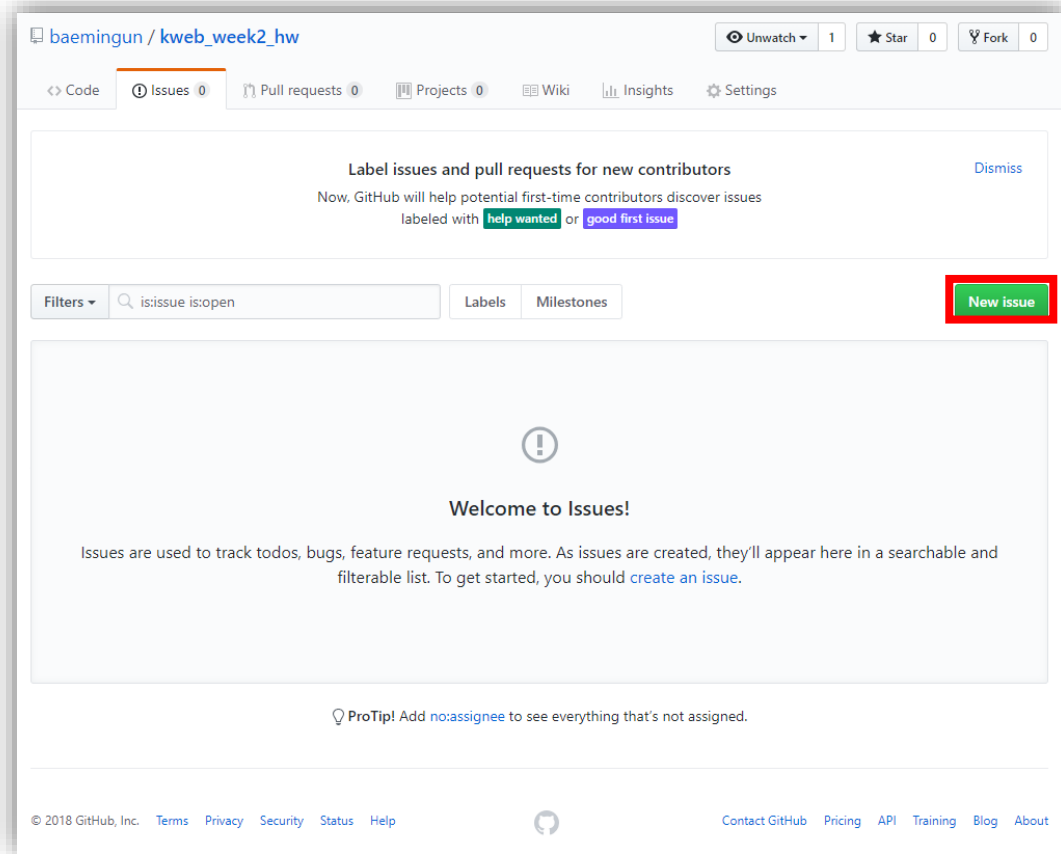 baemingun / kweb_week2_hw
Unwatch 1 Star 0 Fork 0
Code Issues 0 Pull requests 0 Projects 0 Wiki Insights Settings
Label issues and pull requests for new contributors
Dismiss
Now, GitHub will help potential first-time contributors discover issues
labeled with help wanted or good first issue
Filters is:issue is:open Labels Milestones New issue
Welcome to Issues!
Issues are used to track todos, bugs, feature requests, and more. As issues are created, they'll appear here in a searchable and
filterable list. To get started, you should create an issue.
ProTip! Add no:assignee to see everything that's not assigned.
© 2018 GitHub, Inc. Terms Privacy Security Status Help Contact GitHub Pricing API Training Blog About